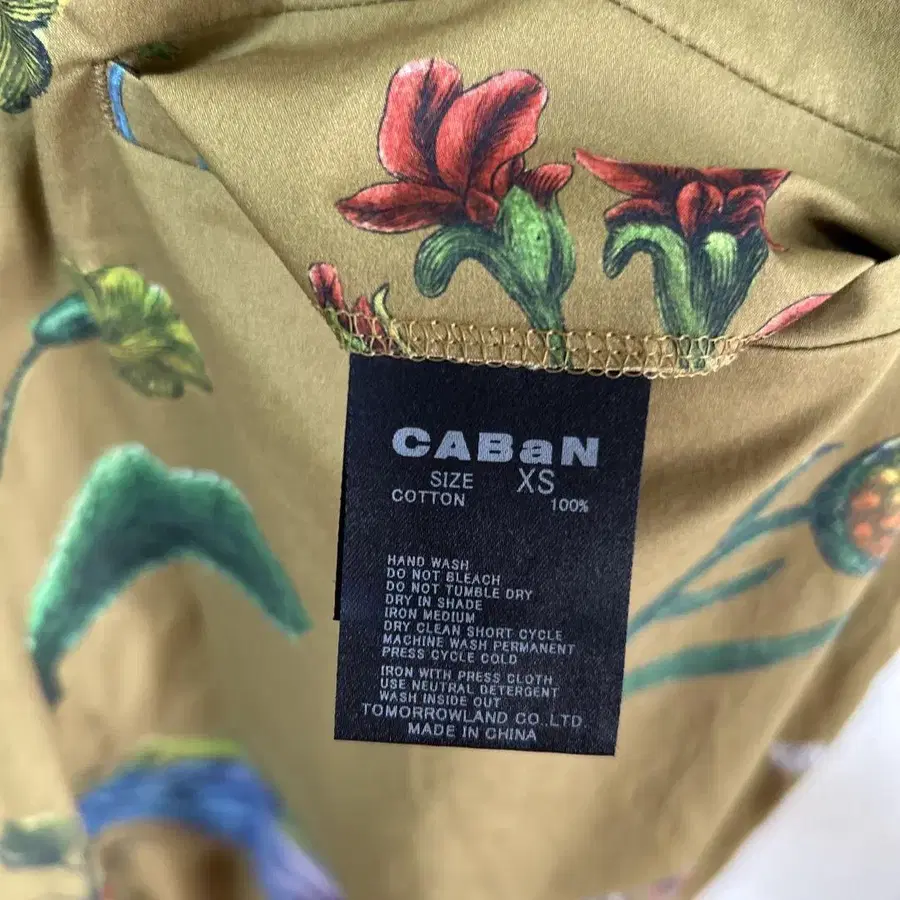 CABaN
SIZE XS
COTTON 100%
HAND WASH
DO NOT BLEACH
DO NOT TUMBLE DRY
DRY IN SHADE
IRON MEDIUM
DRY CLEAN SHORT CYCLE
MACHINE WASH PERMANENT
PRESS CYCLE COLD
IRON WITH PRESS CLOTH
USE NEUTRAL DETERGENT
WASH INSIDE OUT
TOMORROWLAND CO.,LTD
MADE IN CHINA